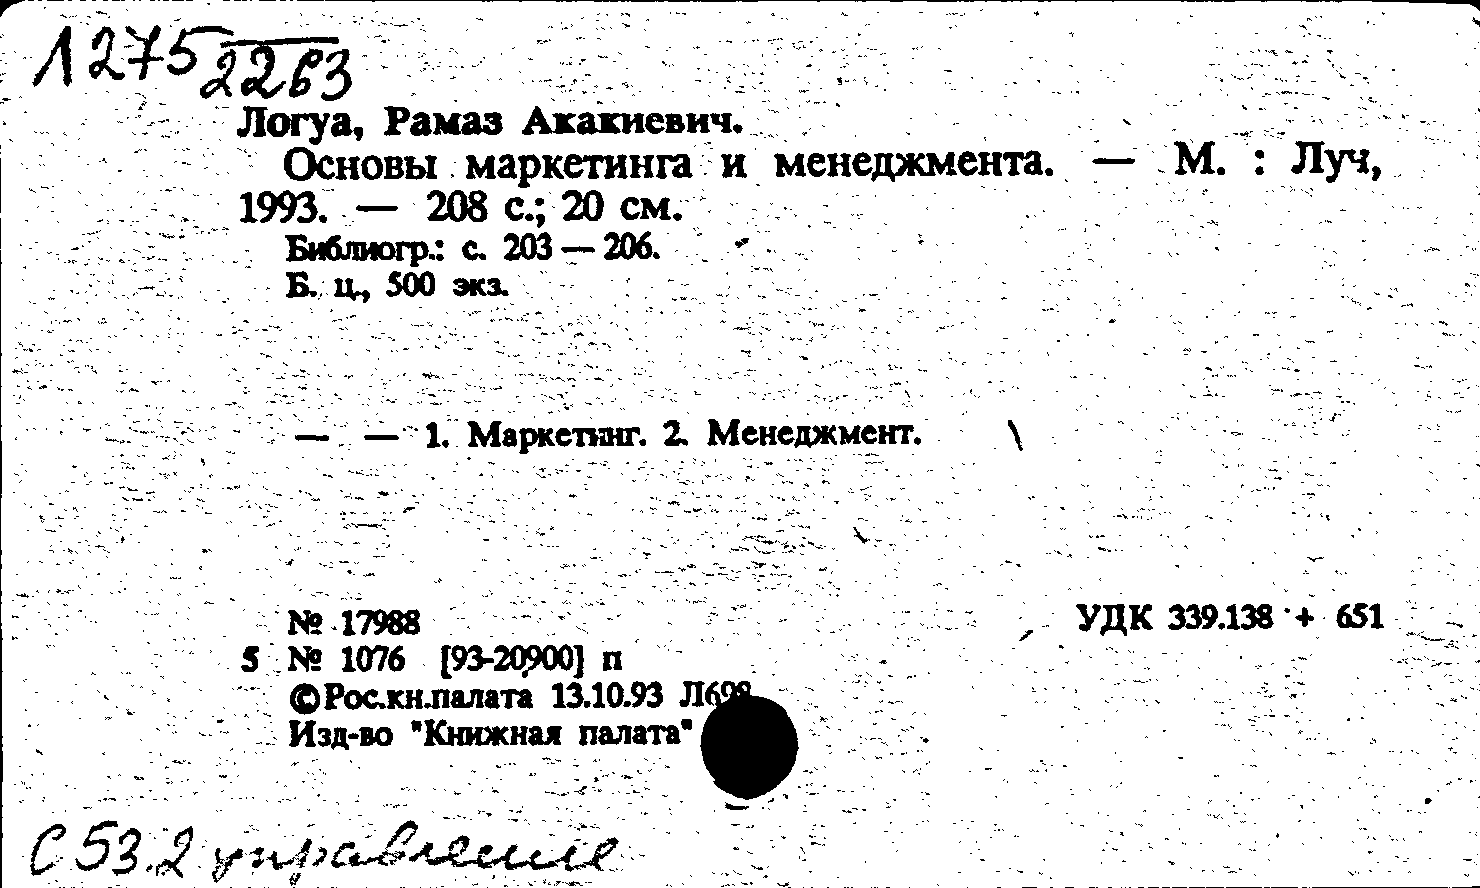 Л 275 2263
Логуа, Рамаз Акакиевич.
Основы маркетинга и менеджмента. — М. : Луч,
1993. — 208 с.; 20 см.
Библиогр.: с. 203 — 206.
Б. ц., 500 экз.
— — 1. Маркетинг. 2. Менеджмент.
№ 17988
УДК 339.138 + 651
5 № 1076 [93-20900] п
©Рос.кн.палата 13.10.93 Л698
Изд-во "Книжная палата"
С 53.2 управление